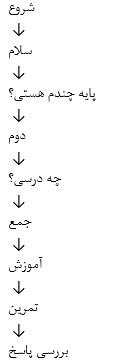 شروع
↓
سلام
↓
پایه چندم هستی؟
↓
دوم
↓
چه درسی؟
↓
جمع
↓
آموزش
↓
تمرین
↓
بررسی پاسخ